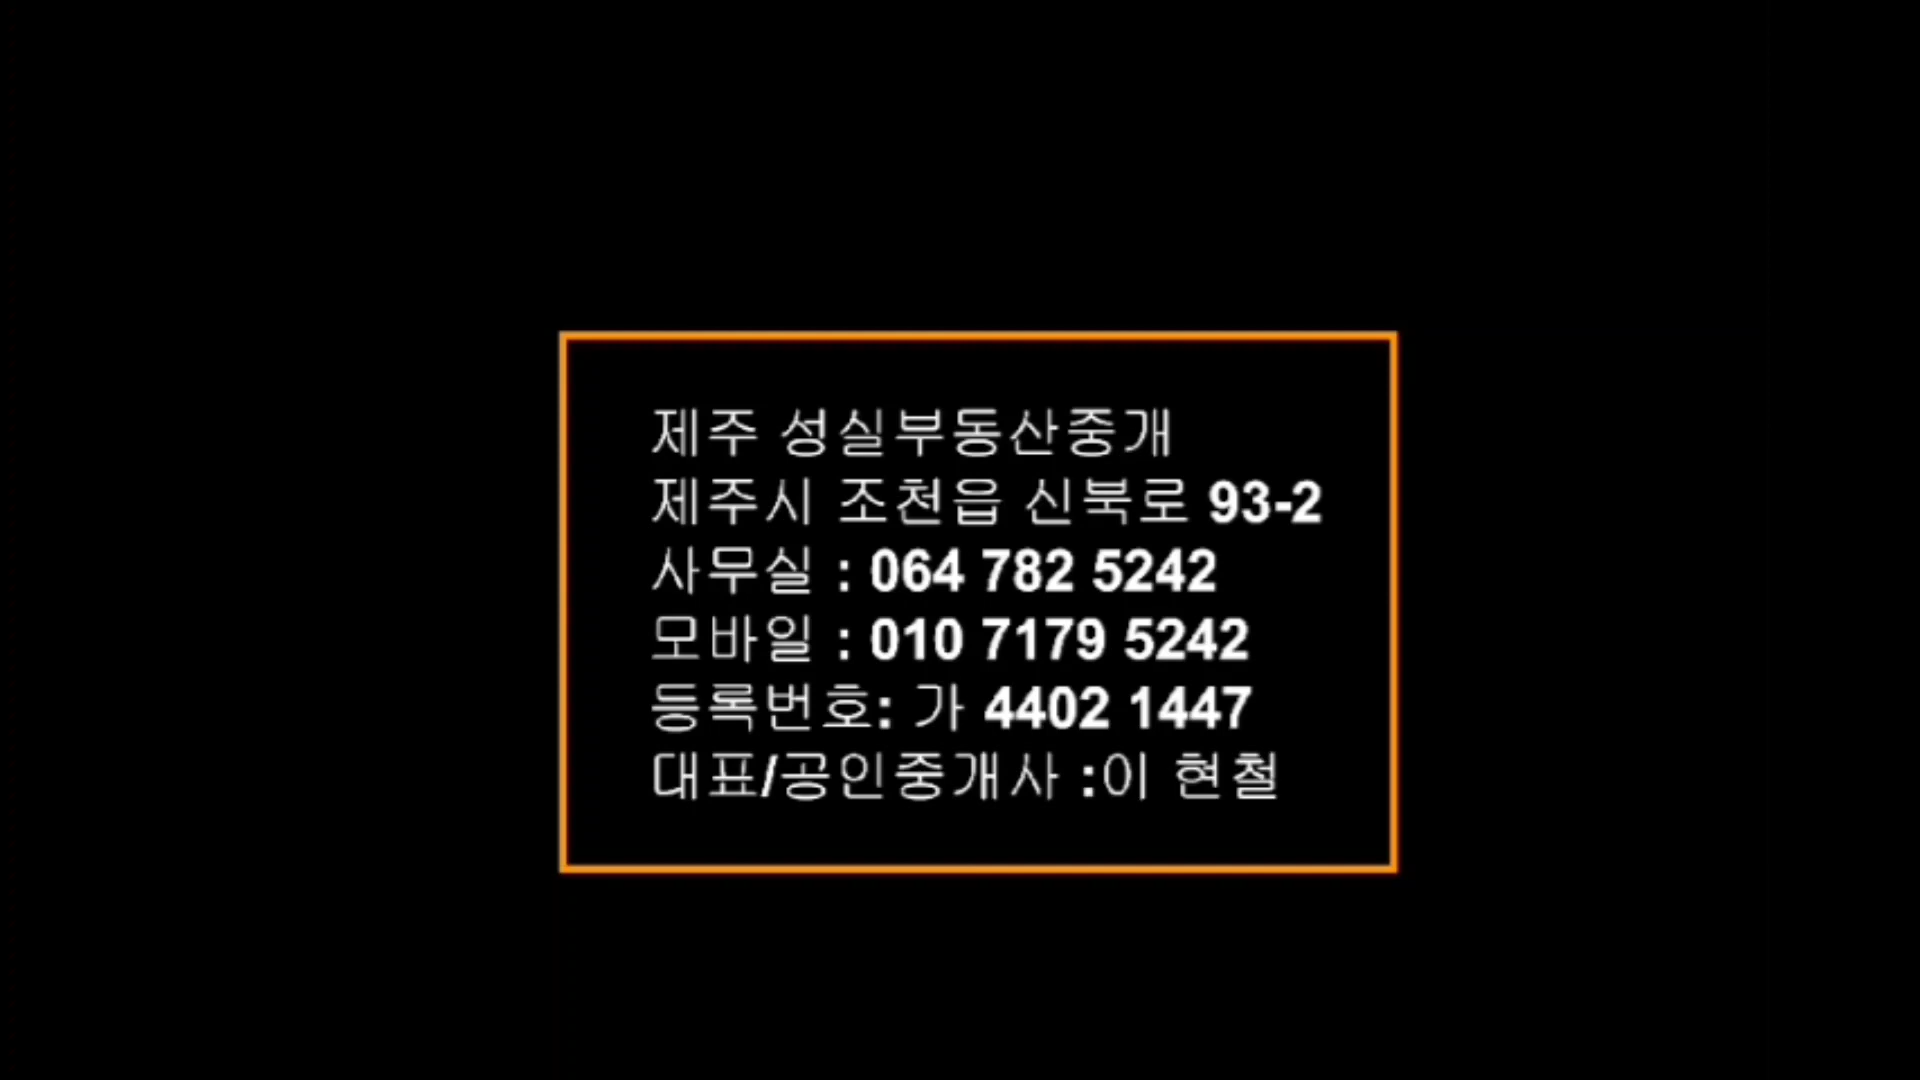 제주 성실부동산중개
제주시 조천읍 신북로 93-2
사무실 : 064 782 5242
모바일 : 010 7179 5242
등록번호: 가 4402 1447
대표/공인중개사 :이 현철